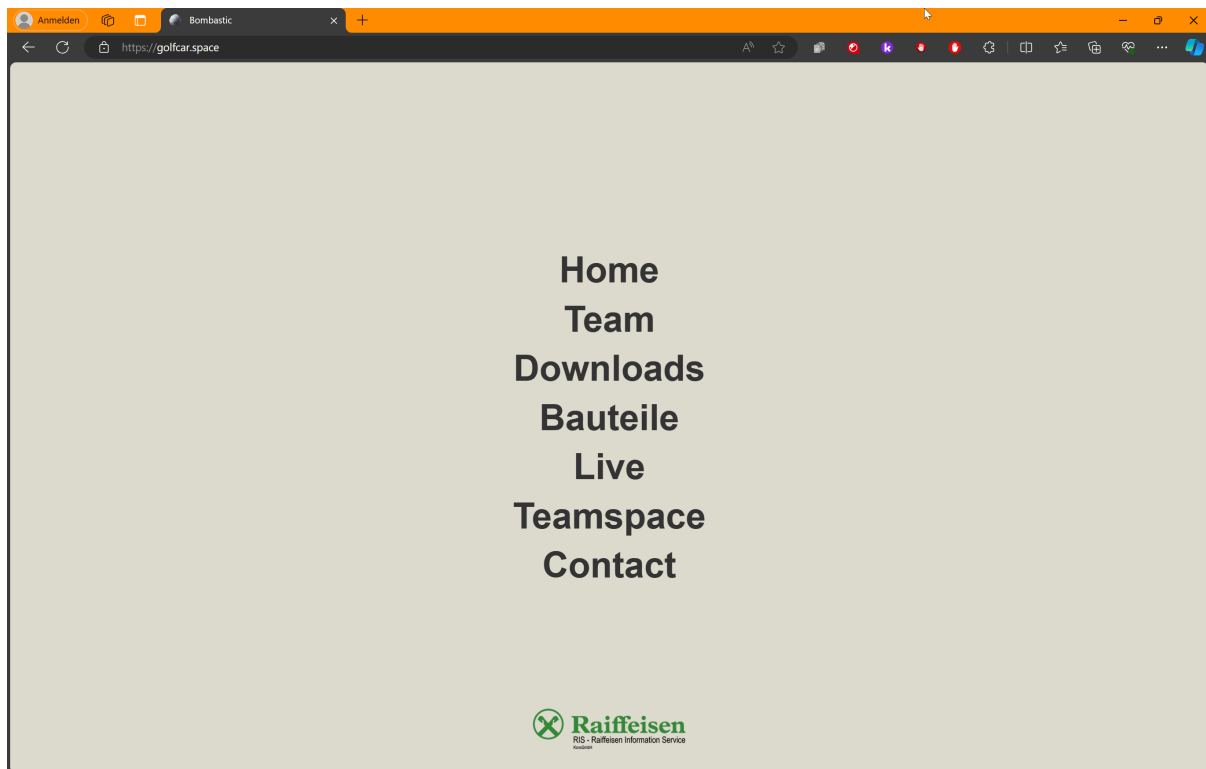 Anmelden
Bombastic
https://golfcar.space
Home
Team
Downloads
Bauteile
Live
Teamspace
Contact
Raiffeisen
RIS - Raiffeisen Information Service